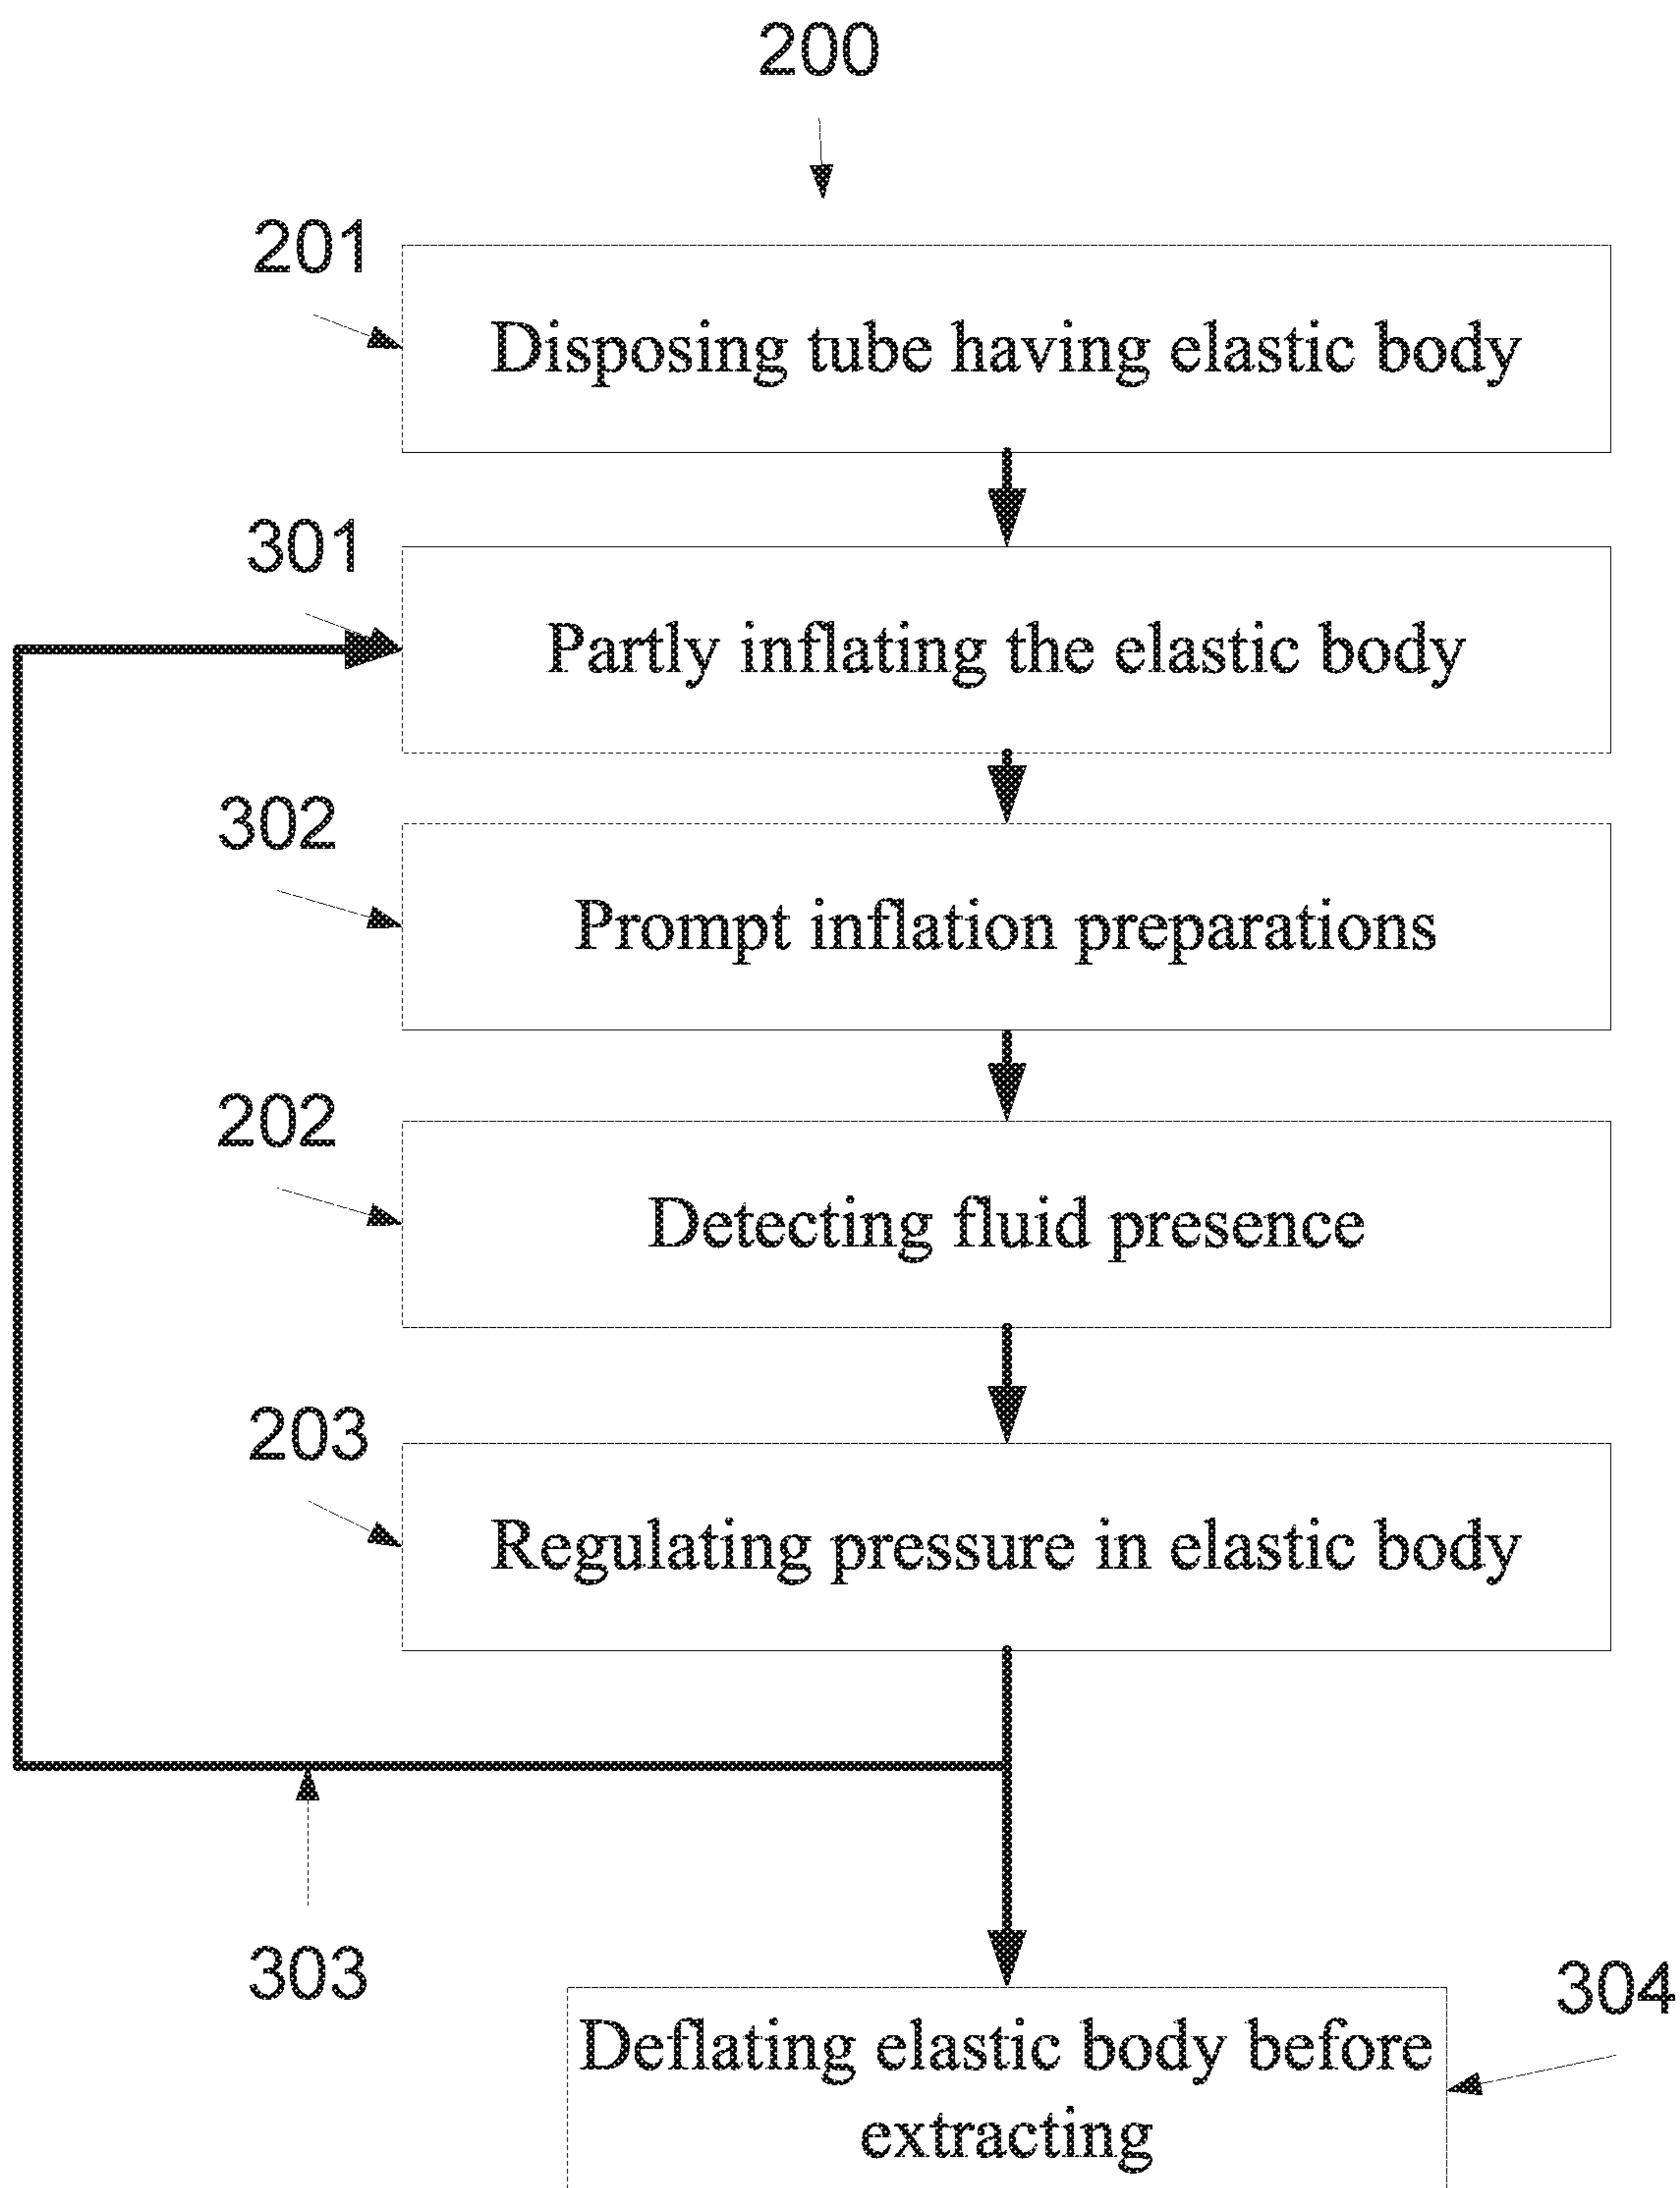 200
201
Disposing tube having elastic body
301
Partly inflating the elastic body
302
Prompt inflation preparations
202
Detecting fluid presence
203
Regulating pressure in elastic body
303
304
Deflating elastic body before
extracting